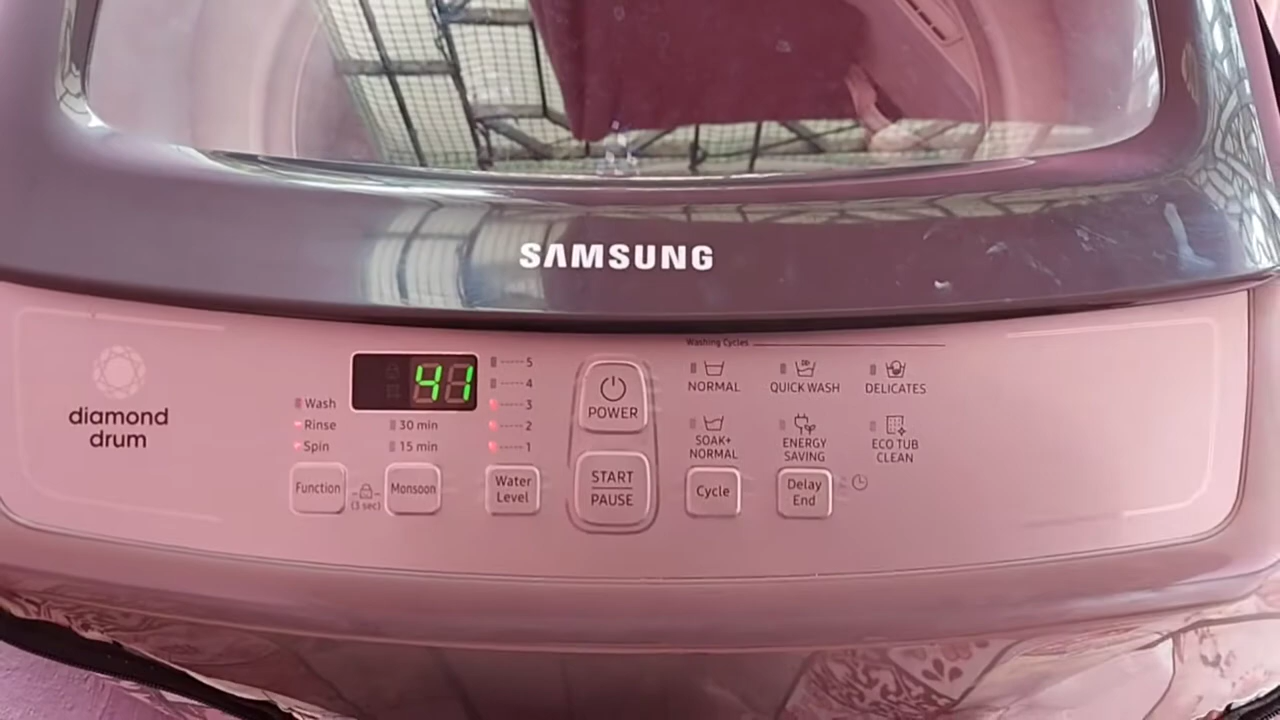 SAMSUNG
diamond
drum
41
5
4
3
2
1
Wash
Rinse
Spin
30 min
15 min
Function
(3 sec)
Monsoon
Water
Level
POWER
START
PAUSE
Washing Cycles
NORMAL
QUICK WASH
DELICATES
SOAK+
NORMAL
ENERGY
SAVING
ECO TUB
CLEAN
Cycle
Delay
End